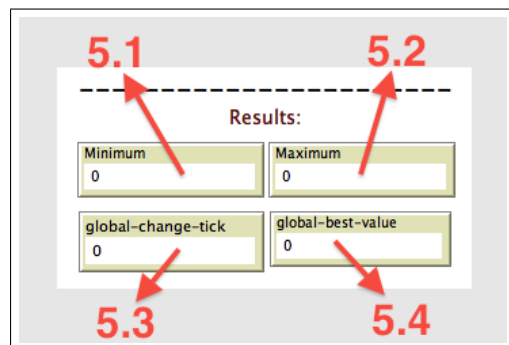 5.1 5.2
Results:
Minimum Maximum
0 0
global-change-tick global-best-value
0 0
5.3 5.4